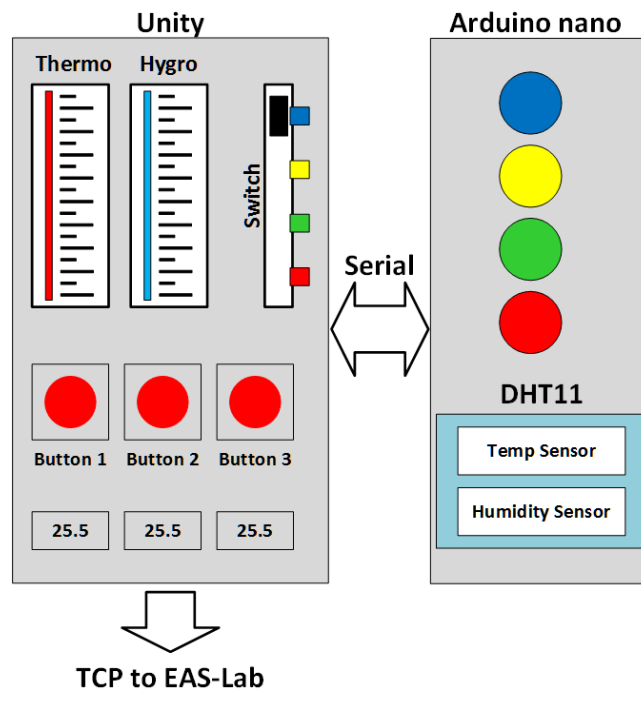 Unity
Arduino nano
Thermo Hygro
Switch
Serial
DHT11
Temp Sensor
Humidity Sensor
Button 1 Button 2 Button 3
25.5 25.5 25.5
TCP to EAS-Lab